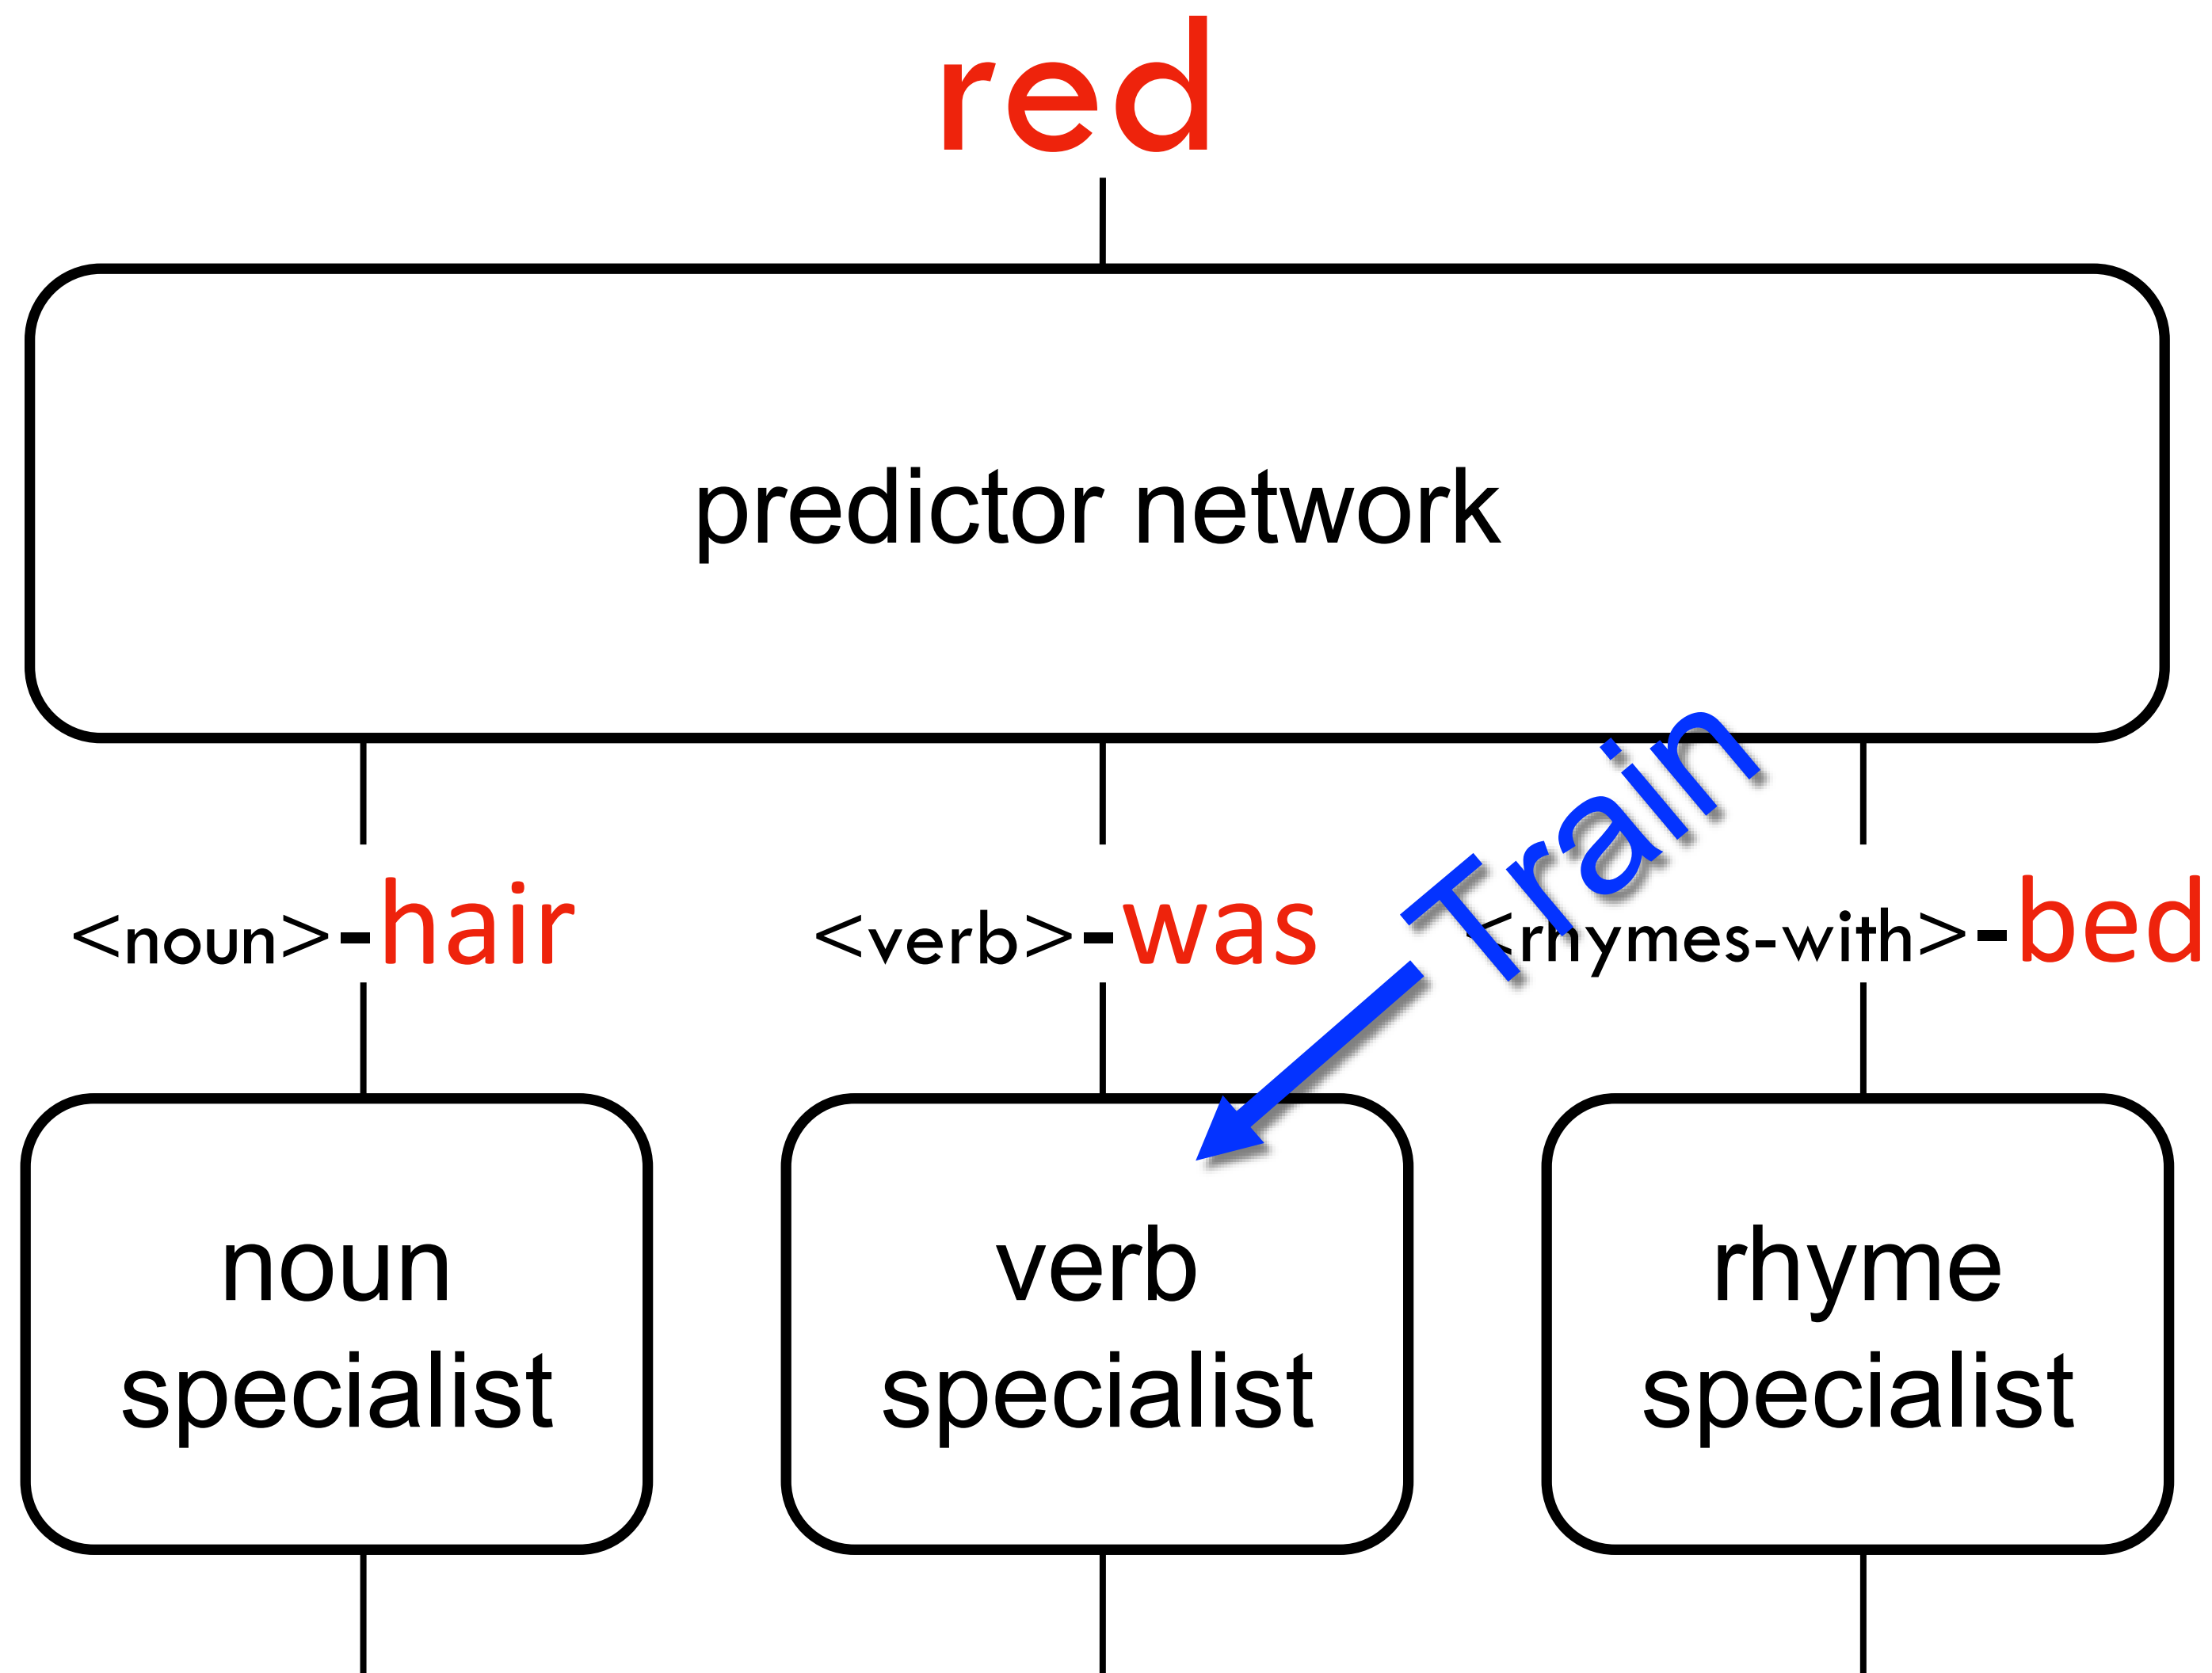 red
predictor network
Train
<noun>-hair
<verb>-was
<rhymes-with>-bed
noun
specialist
verb
specialist
rhyme
specialist